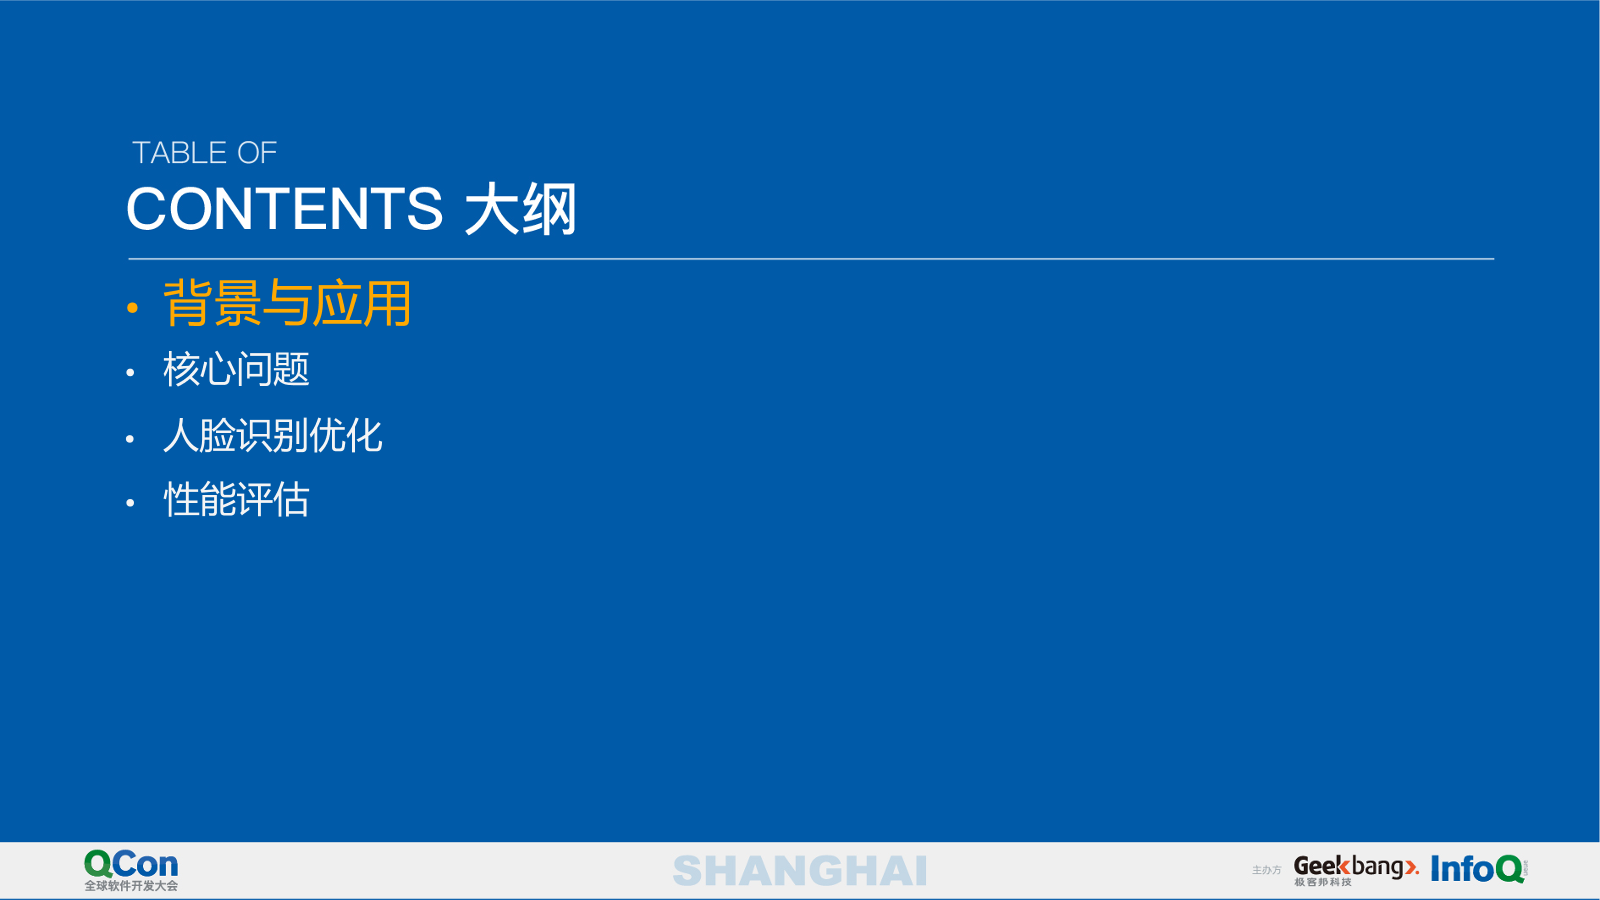 TABLE OF
CONTENTS 大纲
• 背景与应用
• 核心问题
• 人脸识别优化
• 性能评估
QCon
全球软件开发大会
SHANGHAI
主办方
Geekbang
极客邦科技
InfoQ